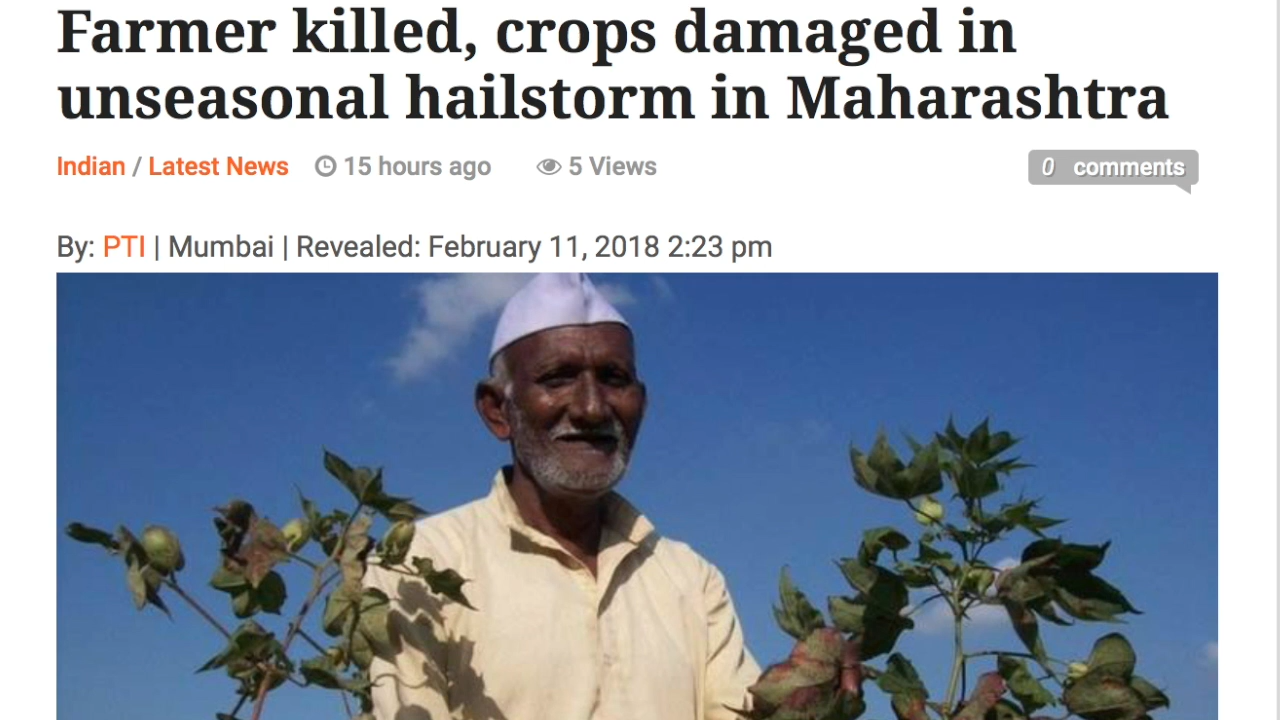 Farmer killed, crops damaged in
unseasonal hailstorm in Maharashtra
Indian / Latest News 15 hours ago 5 Views 0 comments
By: PTI | Mumbai | Revealed: February 11, 2018 2:23 pm